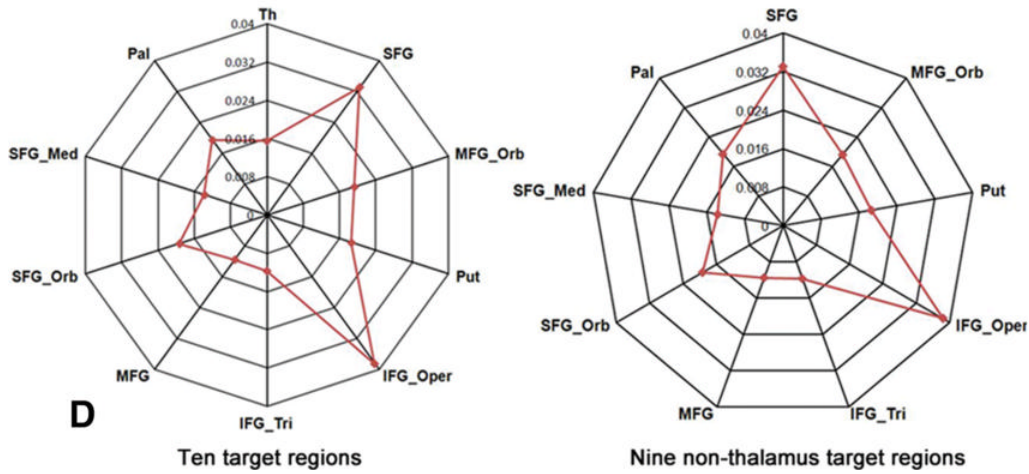 Th
0.04
0.032
0.024
0.016
0.008
0
SFG
MFG_Orb
Put
IFG_Oper
IFG_Tri
MFG
SFG_Orb
SFG_Med
Pal
D
Ten target regions
SFG
0.04
0.032
0.024
0.016
0.008
0
MFG_Orb
Put
IFG_Oper
IFG_Tri
MFG
SFG_Orb
SFG_Med
Pal
Nine non-thalamus target regions